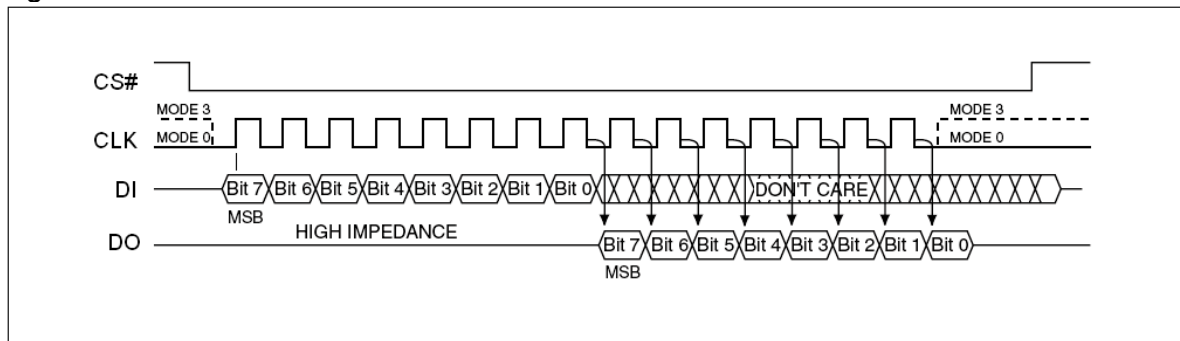 CS#
MODE 3
MODE 3
CLK
MODE 0
MODE 0
DI
Bit 7 Bit 6 Bit 5 Bit 4 Bit 3 Bit 2 Bit 1 Bit 0
DON'T CARE
MSB
HIGH IMPEDANCE
DO
Bit 7 Bit 6 Bit 5 Bit 4 Bit 3 Bit 2 Bit 1 Bit 0
MSB